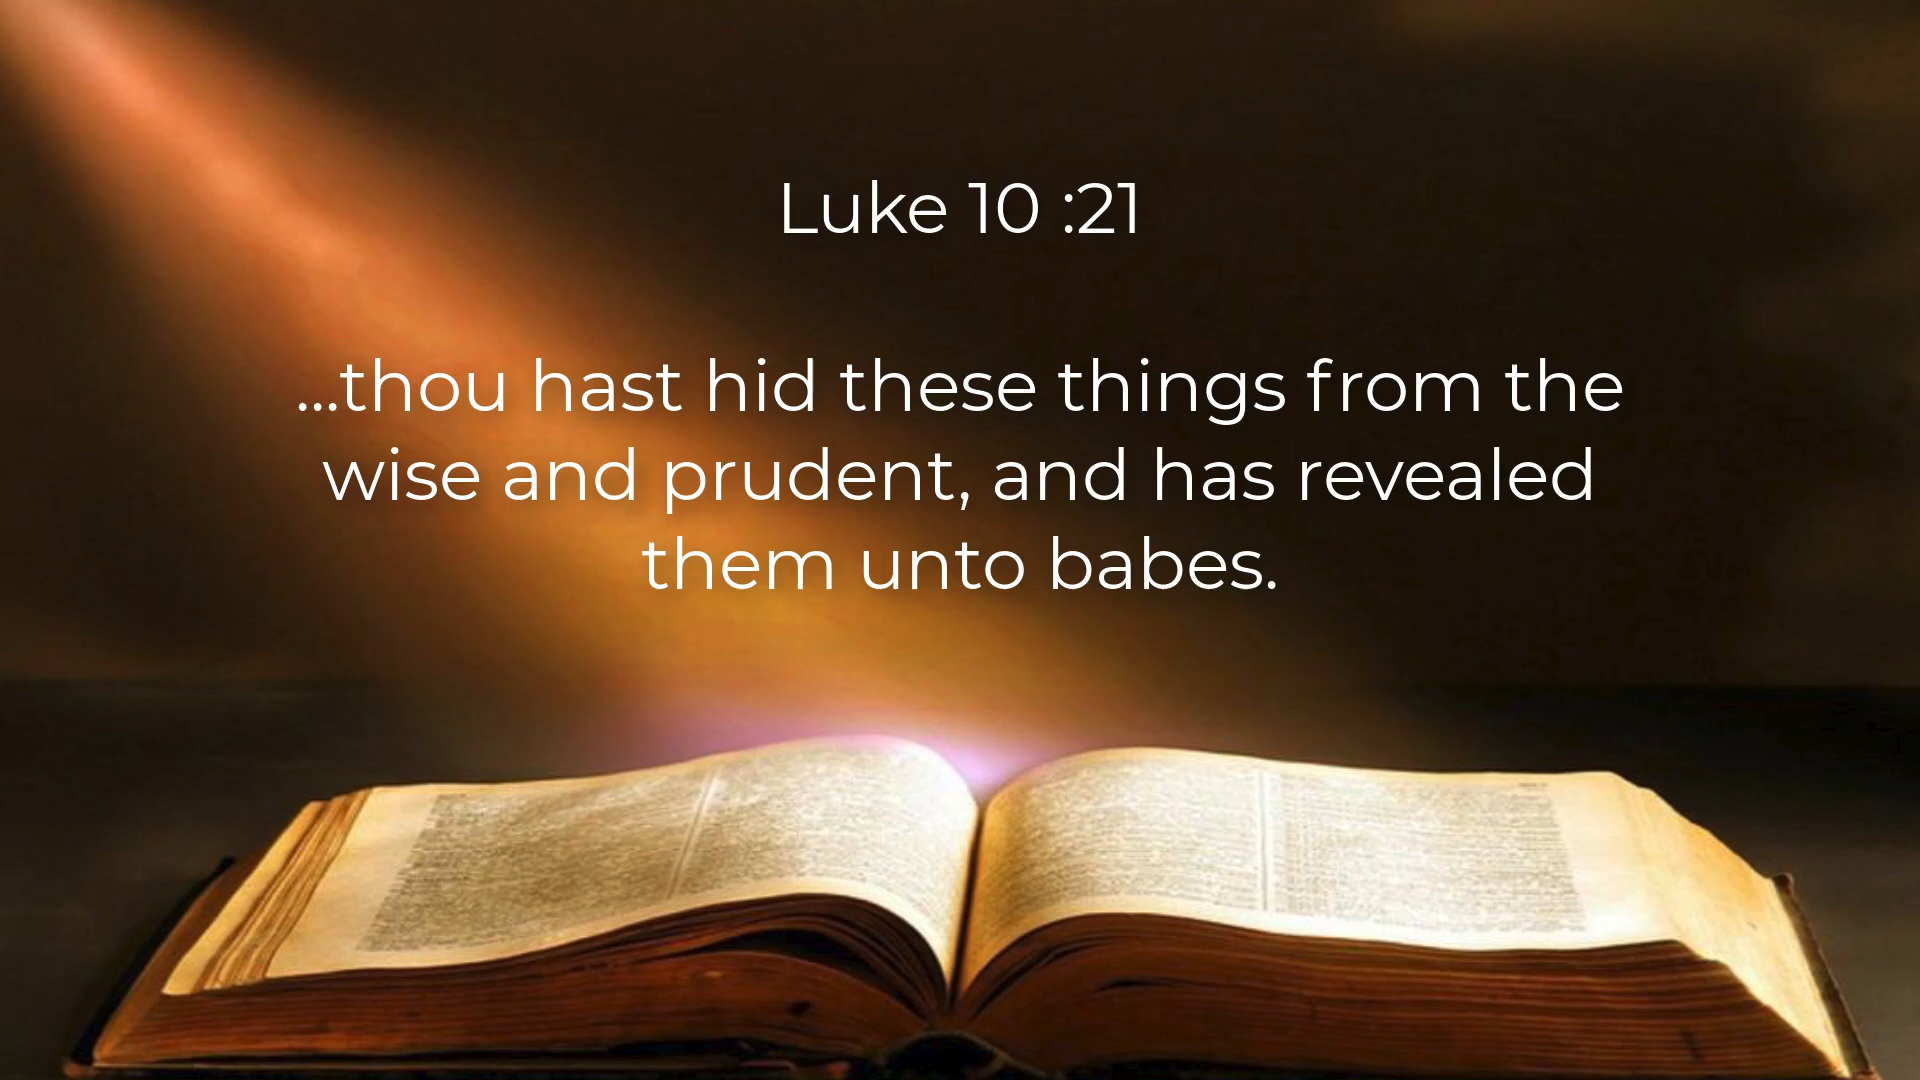 Luke 10 :21
...thou hast hid these things from the
wise and prudent, and has revealed
them unto babes.